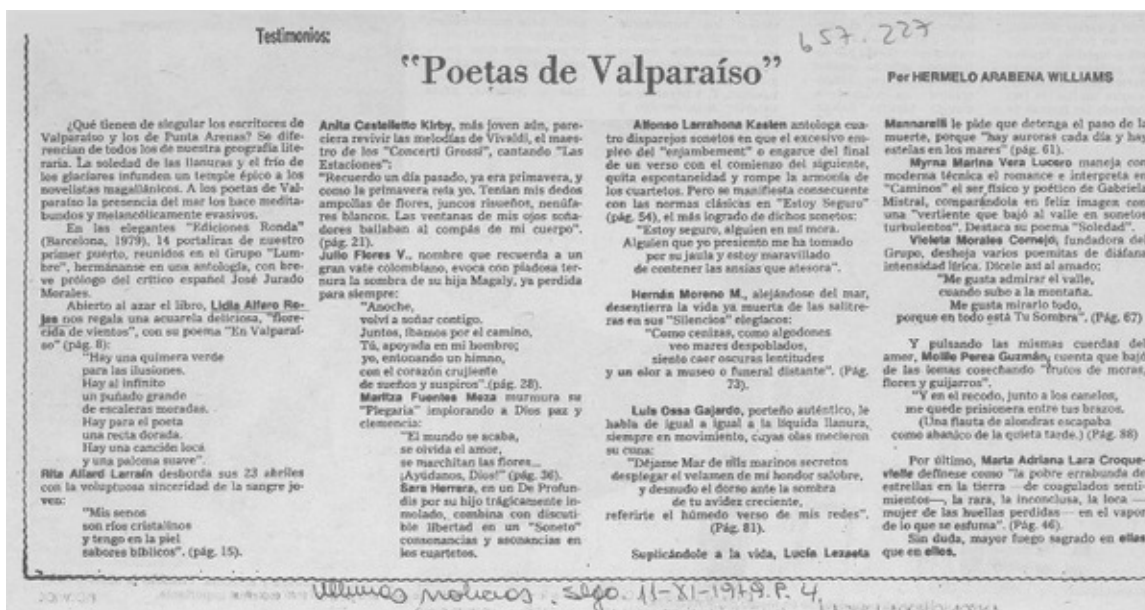 Testimonios:
657.227
"Poetas de Valparaíso"
Por HERMELO ARABENA WILLIAMS
¿Qué tienen de singular los escritores de
Valparaíso y los de Punta Arenas? Se dife-
rencian de todos los de nuestra geografía lite-
raria. La soledad de las llanuras y el frío de
los glaciares infunden un temple épico a los
novelistas magallánicos. A los poetas de Val-
paraíso la presencia del mar los hace medita-
bundos y melancólicamente evasivos.
En las elegantes "Ediciones Ronda"
(Barcelona, 1979), 14 portaliras de nuestro
primer puerto, reunidos en el Grupo "Lum-
bre", hermánanse en una antología, con bre-
ve prólogo del crítico español José Jurado
Morales.
Abierto al azar el libro, Lidia Alfero Ro-
jas nos regala una acuarela deliciosa, "flore-
cida de vientos", con su poema "En Valparaí-
so" (pág. 8):
"Hay una quimera verde
para las ilusiones.
Hay al infinito
un puñado grande
de escaleras moradas.
Hay para el poeta
una recta dorada.
Hay una canción loca
y una paloma suave".
Rita Allard Larraín desborda sus 23 abriles
con la voluptuosa sinceridad de la sangre jo-
ven:
"Mis senos
son ríos cristalinos
y tengo en la piel
sabores bíblicos". (pág. 15).
Anita Castelletto Kirby, más joven aún, pare-
ciera revivir las melodías de Vivaldi, el maes-
tro de los "Concerti Grossi", cantando "Las
Estaciones":
"Recuerdo un día pasado, ya era primavera, y
como la primavera reía yo. Tenían mis dedos
ampollas de flores, juncos risueños, nenúfa-
res blancos. Las ventanas de mis ojos soña-
dores bailaban al compás de mi cuerpo".
(pág. 21).
Julio Flores V., nombre que recuerda a un
gran vate colombiano, evoca con piadosa ter-
nura la sombra de su hija Magaly, ya perdida
para siempre:
"Anoche,
volví a soñar contigo.
Juntos, íbamos por el camino,
Tú, apoyada en mi hombro;
yo, entonando un himno,
con el corazón crujiente
de sueños y suspiros".(pág. 28).
Maritza Fuentes Meza murmura su
"Plegaria" implorando a Dios paz y
clemencia:
"El mundo se acaba,
se olvida el amor,
se marchitan las flores...
¡Ayúdanos, Dios!" (pág. 36).
Sara Herrera, en un De Profun-
dis por su hijo trágicamente in-
molado, combina con discuti-
ble libertad en un "Soneto"
consonancias y asonancias en
los cuartetos.
Alfonso Larrahona Kasten antologa cua-
tro disparejos sonetos en que el excesivo em-
pleo del "enjambement" o engarce del final
de un verso con el comienzo del siguiente,
quita espontaneidad y rompe la armonía de
los cuartetos. Pero se manifiesta consecuente
con las normas clásicas en "Estoy Seguro"
(pág. 54), el más logrado de dichos sonetos:
"Estoy seguro, alguien en mí mora.
Alguien que yo presiento me ha tomado
por su jaula y estoy maravillado
de contener las ansias que atesora".
Hernán Moreno M., alejándose del mar,
desentierra la vida ya muerta de las salitre-
ras en sus "Silencios" elegíacos:
"Como cenizas, como algodones
veo mares despoblados,
siento caer oscuras lentitudes
y un olor a museo o funeral distante". (Pág.
73).
Luis Ossa Gajardo, porteño auténtico, le
habla de igual a igual a la líquida llanura,
siempre en movimiento, cuyas olas mecieron
su cuna:
"Déjame Mar de mis marinos secretos
desplegar el velamen de mi hondor salobre,
y desnudo el dorso ante la sombra
de tu avidez creciente,
referirte el húmedo verso de mis redes".
(Pág. 81).
Suplicándole a la vida, Lucía Lezaeta
Mannarelli le pide que detenga el paso de la
muerte, porque "hay auroras cada día y hay
estelas en los mares" (pág. 61).
Myrna Marina Vera Lucero maneja con
moderna técnica el romance e interpreta en
"Caminos" el ser físico y poético de Gabriela
Mistral, comparándola en feliz imagen con
una "vertiente que bajó al valle en sonetos
turbulentos". Destaca su poema "Soledad".
Violeta Morales Cornejo, fundadora del
Grupo, deshoja varios poemitas de diáfana
intensidad lírica. Dícele así al amado:
"Me gusta admirar el valle,
cuando subo a la montaña.
Me gusta mirarlo todo,
porque en todo está Tu Sombra". (Pág. 67)
Y pulsando las mismas cuerdas del
amor, Mollie Perea Guzmán, cuenta que bajó
de las lomas cosechando "frutos de moras,
flores y guijarros".
"Y en el recodo, junto a los canelos,
me quede prisionera entre tus brazos.
(Una flauta de alondras escapaba
como abanico de la quieta tarde.) (Pág. 88)
Por último, Marta Adriana Lara Croque-
vielle defínese como "la pobre errabunda de
estrellas en la tierra —de coagulados senti-
mientos—, la rara, la inconclusa, la loca —
mujer de las huellas perdidas— en el vapor
de lo que se esfuma". (Pág. 46).
Sin duda, mayor fuego sagrado en ellas
que en ellos.
Ultimas noticias. Stgo. 11-XI-1979. P. 4.